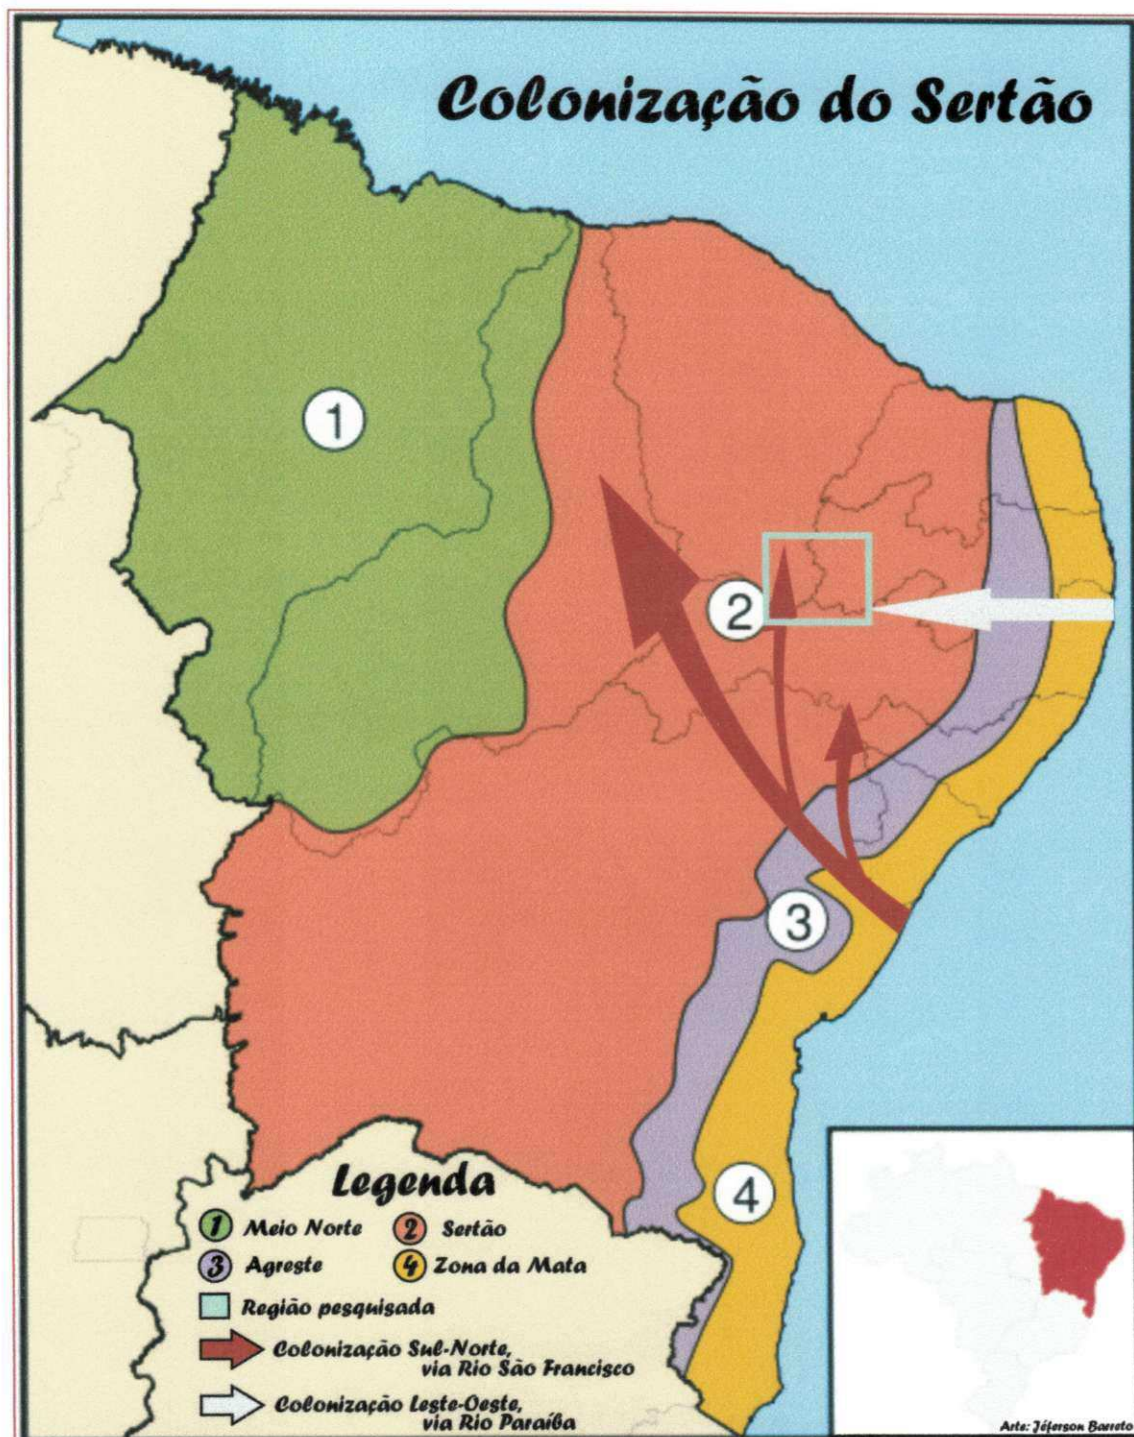 Colonização do Sertão
1
2
3
4
Legenda
1 Meio Norte
2 Sertão
3 Agreste
4 Zona da Mata
Região pesquisada
Colonização Sul-Norte,
via Rio São Francisco
Colonização Leste-Oeste,
via Rio Paraíba
Arte: Jéferson Barreto